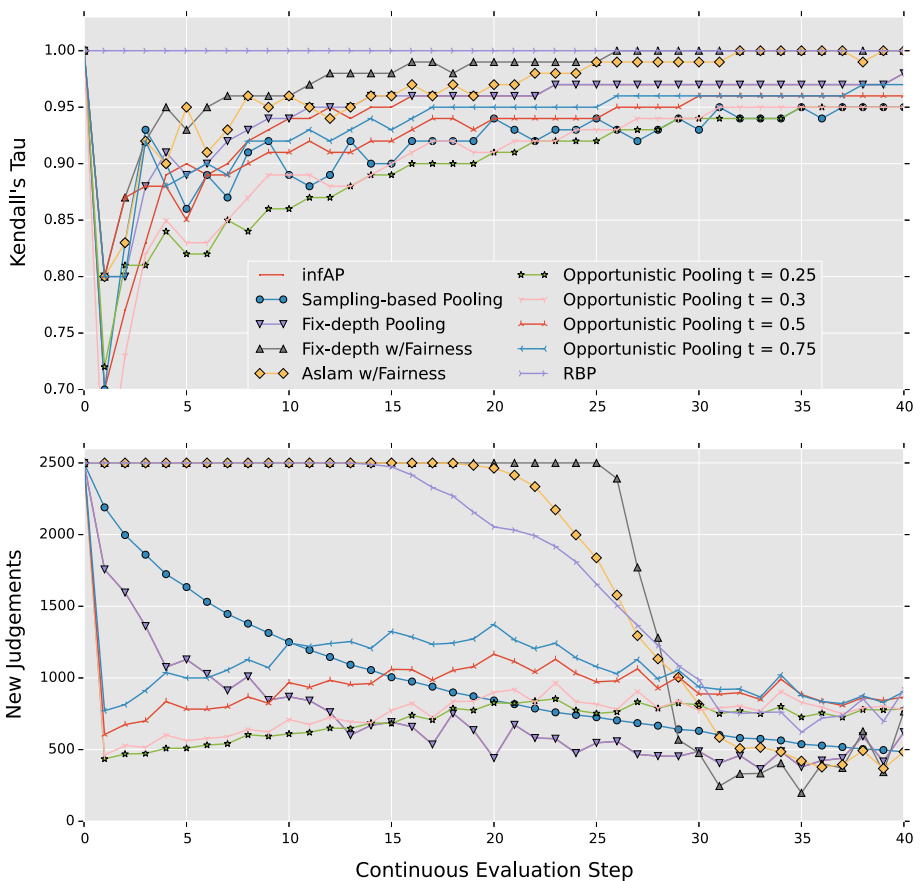 1.00
0.95
0.90
0.85
0.80
0.75
0.70
Kendall's Tau
infAP
Sampling-based Pooling
Fix-depth Pooling
Fix-depth w/Fairness
Aslam w/Fairness
Opportunistic Pooling t = 0.25
Opportunistic Pooling t = 0.3
Opportunistic Pooling t = 0.5
Opportunistic Pooling t = 0.75
RBP
0 5 10 15 20 25 30 35 40
2500
2000
1500
1000
500
0
New Judgements
0 5 10 15 20 25 30 35 40
Continuous Evaluation Step